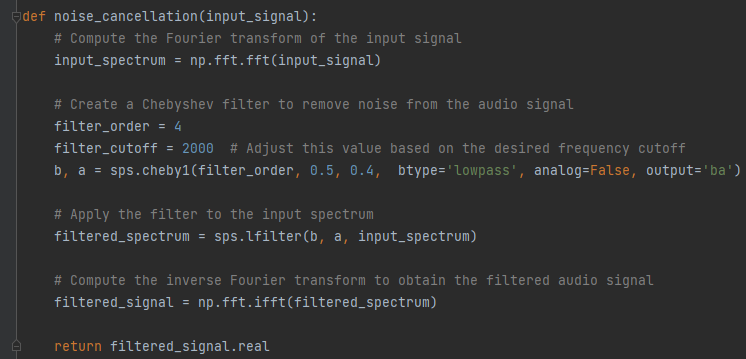 def noise_cancellation(input_signal):
    # Compute the Fourier transform of the input signal
    input_spectrum = np.fft.fft(input_signal)

    # Create a Chebyshev filter to remove noise from the audio signal
    filter_order = 4
    filter_cutoff = 2000  # Adjust this value based on the desired frequency cutoff
    b, a = sps.cheby1(filter_order, 0.5, 0.4,  btype='lowpass', analog=False, output='ba')

    # Apply the filter to the input spectrum
    filtered_spectrum = sps.lfilter(b, a, input_spectrum)

    # Compute the inverse Fourier transform to obtain the filtered audio signal
    filtered_signal = np.fft.ifft(filtered_spectrum)

    return filtered_signal.real